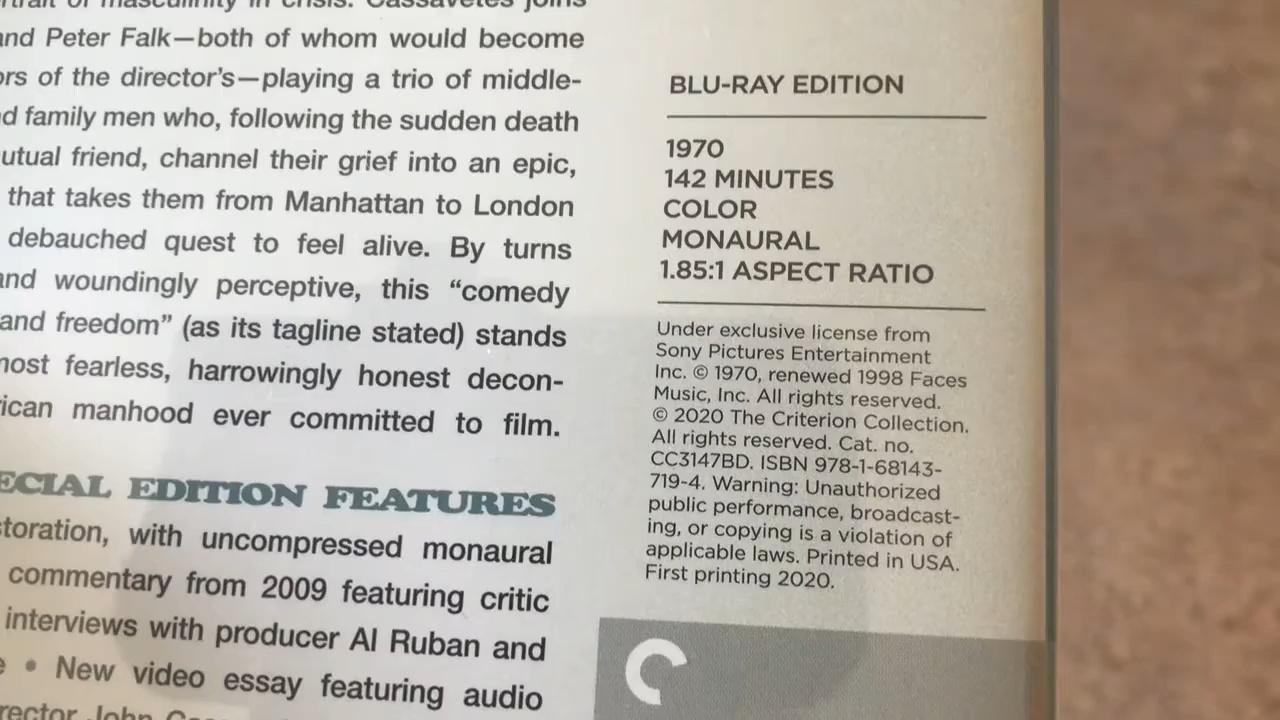 of masculinity in crisis. Cassavetes joins
and Peter Falk—both of whom would become
of the director's—playing a trio of middle-
family men who, following the sudden death
friend, channel their grief into an epic,
that takes them from Manhattan to London
debauched quest to feel alive. By turns
and woundingly perceptive, this “comedy
and freedom” (as its tagline stated) stands
fearless, harrowingly honest decon-
manhood ever committed to film.
EDITION FEATURES
with uncompressed monaural
commentary from 2009 featuring critic
interviews with producer Al Ruban and
• New video essay featuring audio
John
BLU-RAY EDITION
1970
142 MINUTES
COLOR
MONAURAL
1.85:1 ASPECT RATIO
Under exclusive license from
Sony Pictures Entertainment
Inc. © 1970, renewed 1998 Faces
Music, Inc. All rights reserved.
© 2020 The Criterion Collection.
All rights reserved. Cat. no.
CC3147BD. ISBN 978-1-68143-
719-4. Warning: Unauthorized
public performance, broadcast-
ing, or copying is a violation of
applicable laws. Printed in USA.
First printing 2020.